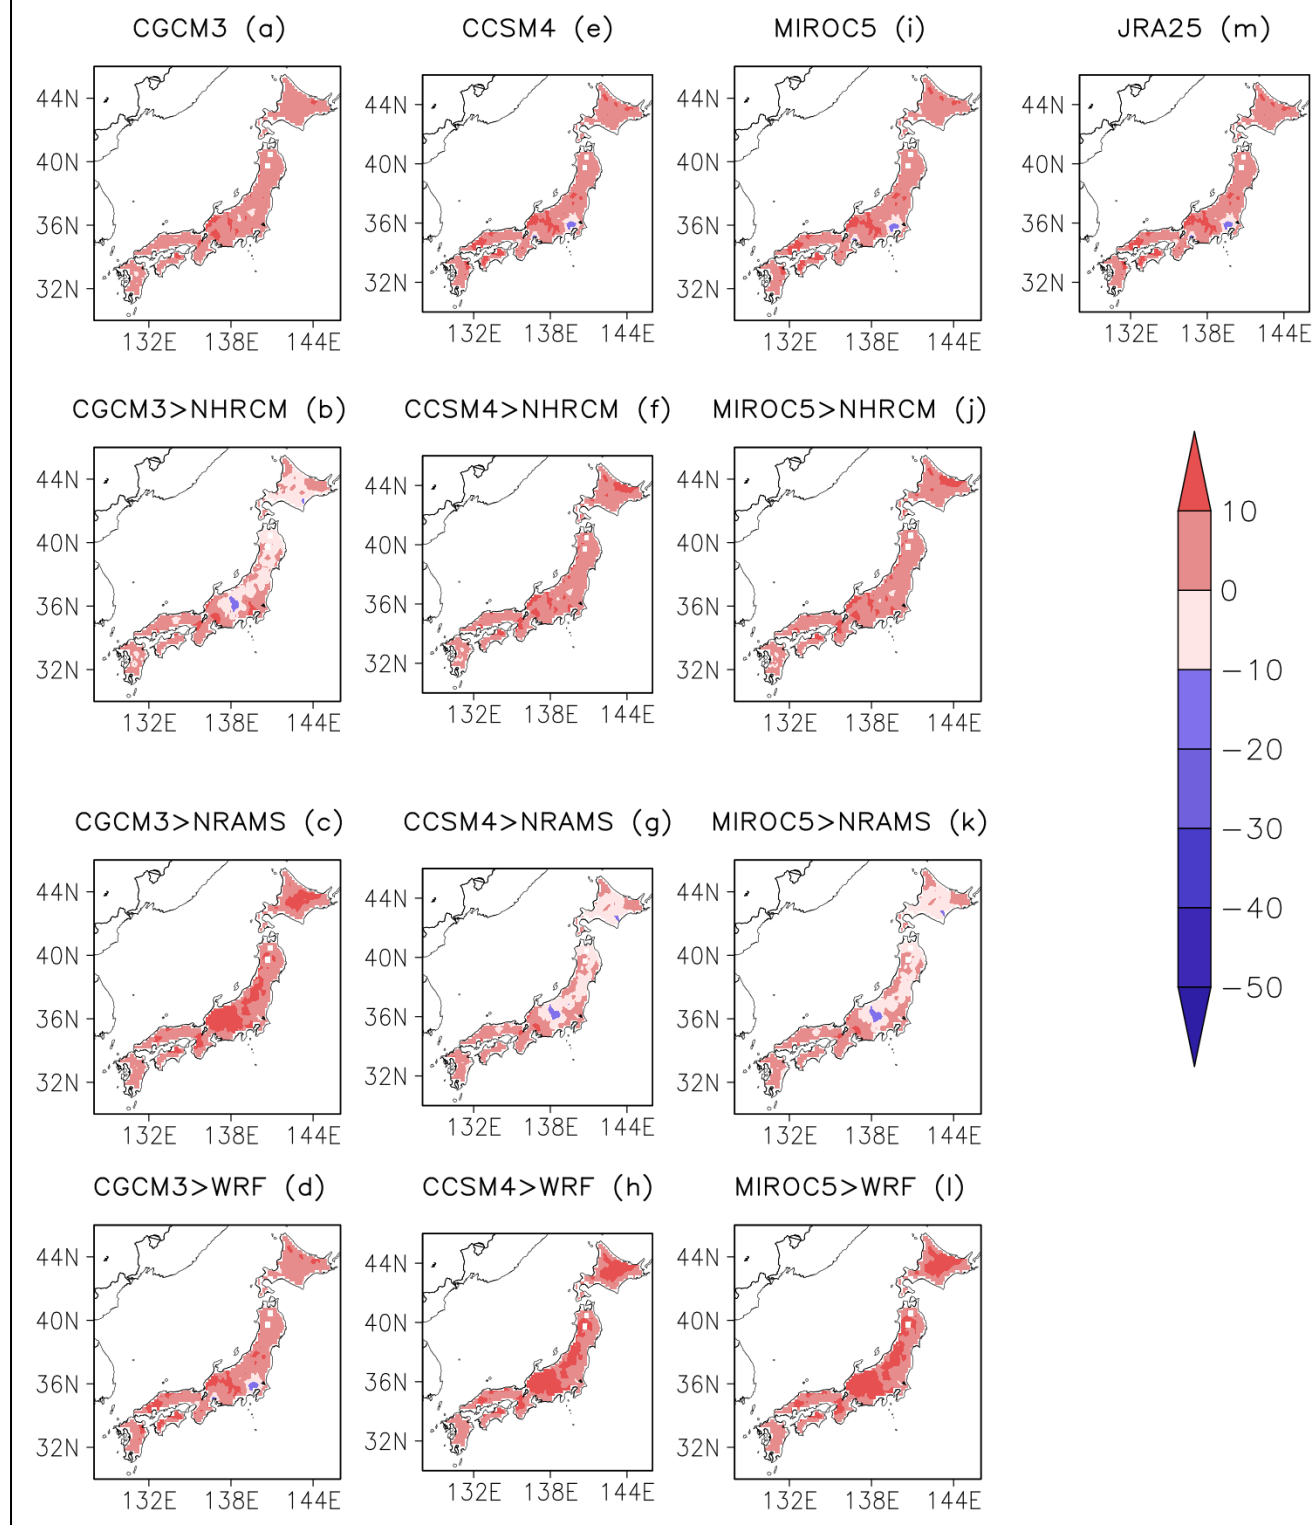 CGCM3 (a)
CCSM4 (e)
MIROC5 (i)
JRA25 (m)
44N
40N
36N
32N
132E 138E 144E
44N
40N
36N
32N
132E 138E 144E
44N
40N
36N
32N
132E 138E 144E
44N
40N
36N
32N
132E 138E 144E
CGCM3>NHRCM (b)
CCSM4>NHRCM (f)
MIROC5>NHRCM (j)
44N
40N
36N
32N
132E 138E 144E
44N
40N
36N
32N
132E 138E 144E
44N
40N
36N
32N
132E 138E 144E
10
0
−10
−20
−30
−40
−50
CGCM3>NRAMS (c)
CCSM4>NRAMS (g)
MIROC5>NRAMS (k)
44N
40N
36N
32N
132E 138E 144E
44N
40N
36N
32N
132E 138E 144E
44N
40N
36N
32N
132E 138E 144E
CGCM3>WRF (d)
CCSM4>WRF (h)
MIROC5>WRF (l)
44N
40N
36N
32N
132E 138E 144E
44N
40N
36N
32N
132E 138E 144E
44N
40N
36N
32N
132E 138E 144E